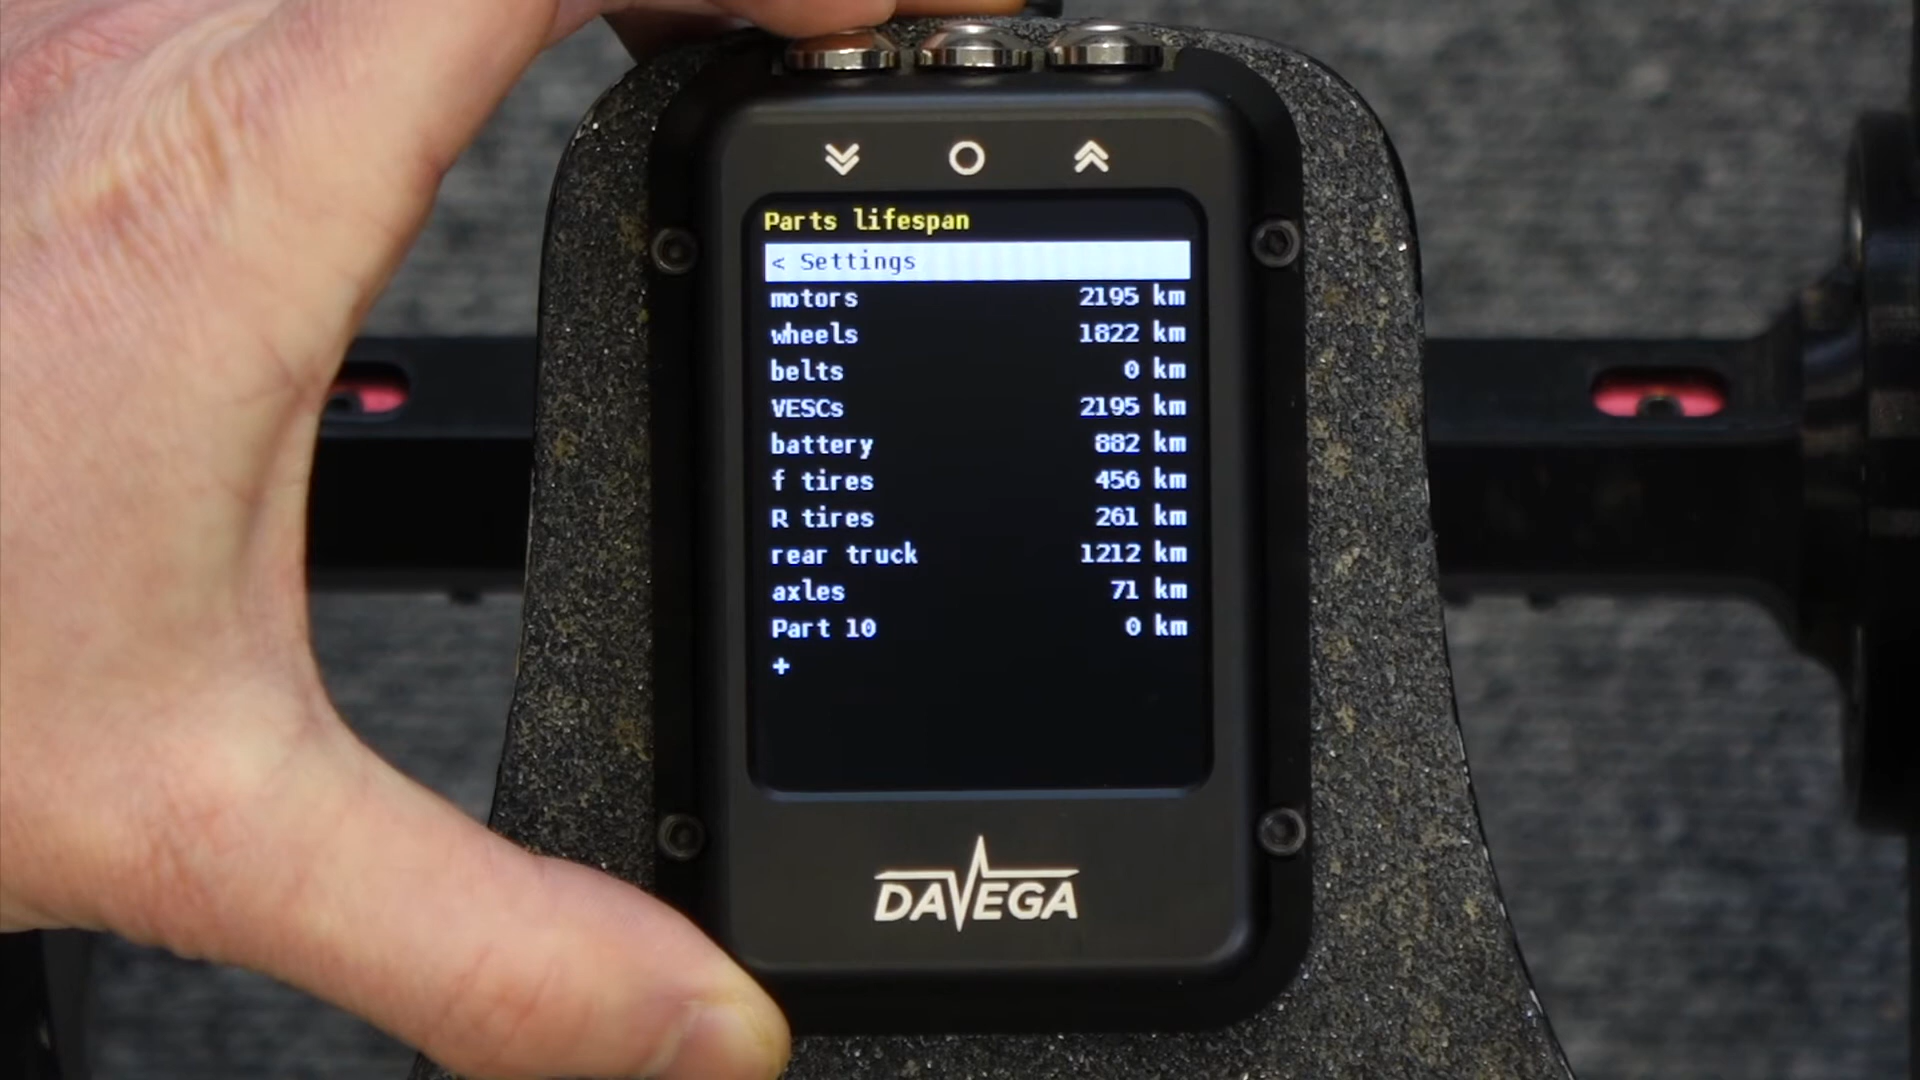 Parts lifespan
< Settings
motors 2195 km
wheels 1822 km
belts 0 km
VESCs 2195 km
battery 882 km
f tires 456 km
R tires 261 km
rear truck 1212 km
axles 71 km
Part 10 0 km
+
DAVEGA